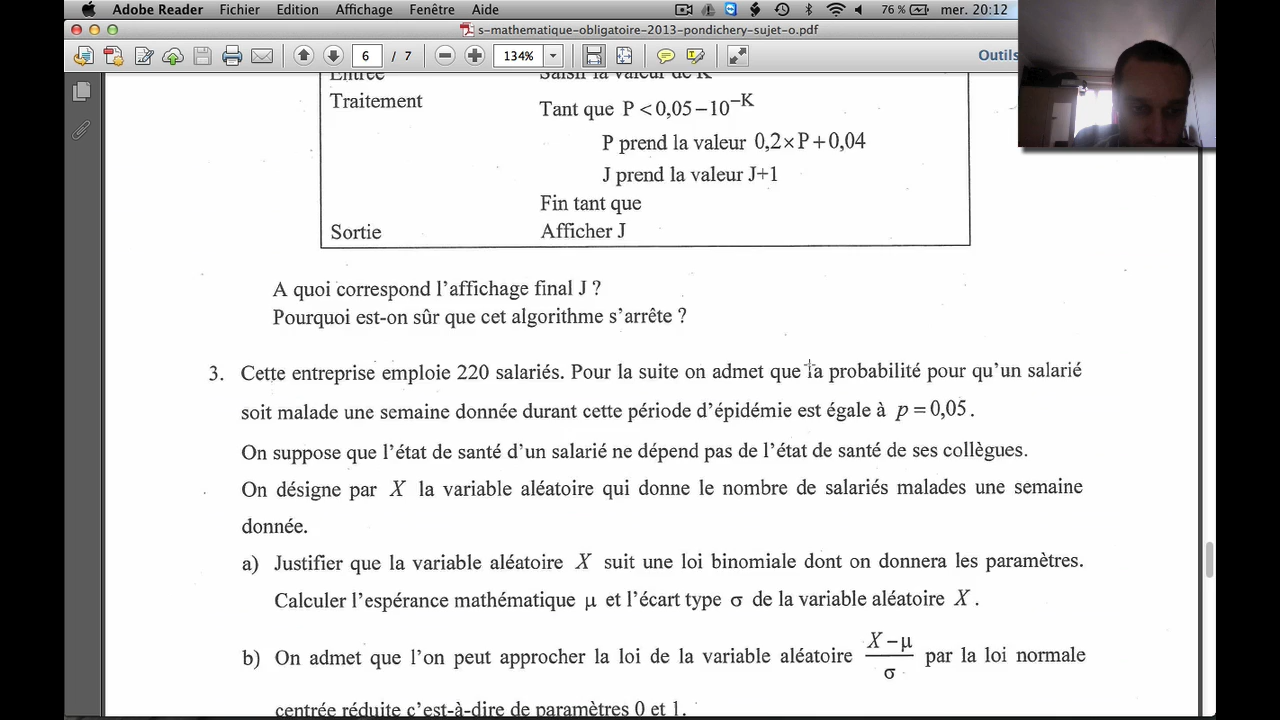 Adobe Reader Fichier Edition Affichage Fenêtre Aide 76 % mer. 20:12
s-mathematique-obligatoire-2013-pondichery-sujet-o.pdf
6 / 7 134% Outils
Entrée Saisir la valeur de K
Traitement Tant que P < 0,05 – 10^–K
P prend la valeur 0,2×P + 0,04
J prend la valeur J+1
Fin tant que
Sortie Afficher J
A quoi correspond l'affichage final J ?
Pourquoi est-on sûr que cet algorithme s'arrête ?
3. Cette entreprise emploie 220 salariés. Pour la suite on admet que la probabilité pour qu'un salarié
soit malade une semaine donnée durant cette période d'épidémie est égale à p = 0,05.
On suppose que l'état de santé d'un salarié ne dépend pas de l'état de santé de ses collègues.
On désigne par X la variable aléatoire qui donne le nombre de salariés malades une semaine
donnée.
a) Justifier que la variable aléatoire X suit une loi binomiale dont on donnera les paramètres.
Calculer l'espérance mathématique μ et l'écart type σ de la variable aléatoire X.
b) On admet que l'on peut approcher la loi de la variable aléatoire (X – μ)/σ par la loi normale
centrée réduite c'est-à-dire de paramètres 0 et 1.